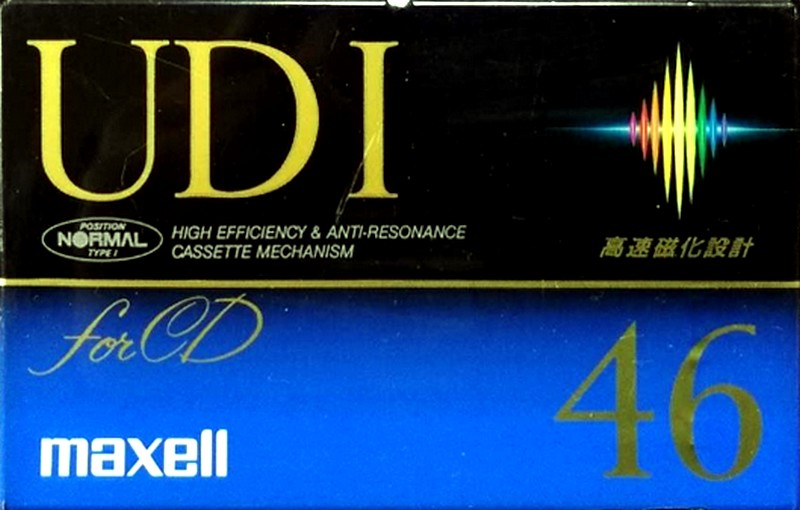 UD I
POSITION
NORMAL
TYPE I
HIGH EFFICIENCY & ANTI-RESONANCE
CASSETTE MECHANISM
高速磁化設計
for CD
46
maxell